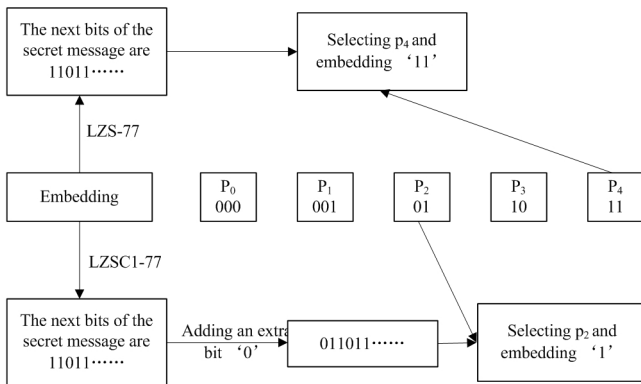 The next bits of the
secret message are
11011······
Selecting p4 and
embedding ‘11’
LZS-77
Embedding
P0
000
P1
001
P2
01
P3
10
P4
11
LZSC1-77
The next bits of the
secret message are
11011······
Adding an extra
bit ‘0’
011011······
Selecting p2 and
embedding ‘1’